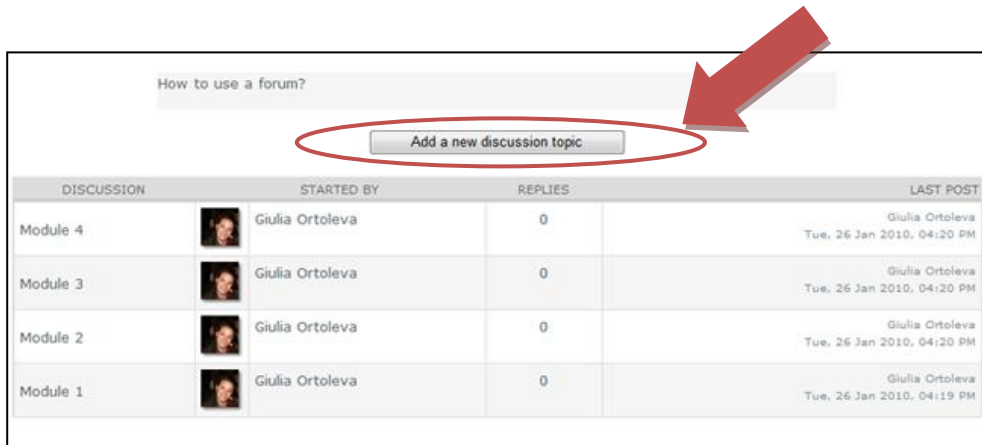 How to use a forum?
Add a new discussion topic
DISCUSSION STARTED BY REPLIES LAST POST
Module 4 Giulia Ortoleva 0 Giulia Ortoleva
Tue, 26 Jan 2010, 04:20 PM
Module 3 Giulia Ortoleva 0 Giulia Ortoleva
Tue, 26 Jan 2010, 04:20 PM
Module 2 Giulia Ortoleva 0 Giulia Ortoleva
Tue, 26 Jan 2010, 04:20 PM
Module 1 Giulia Ortoleva 0 Giulia Ortoleva
Tue, 26 Jan 2010, 04:19 PM